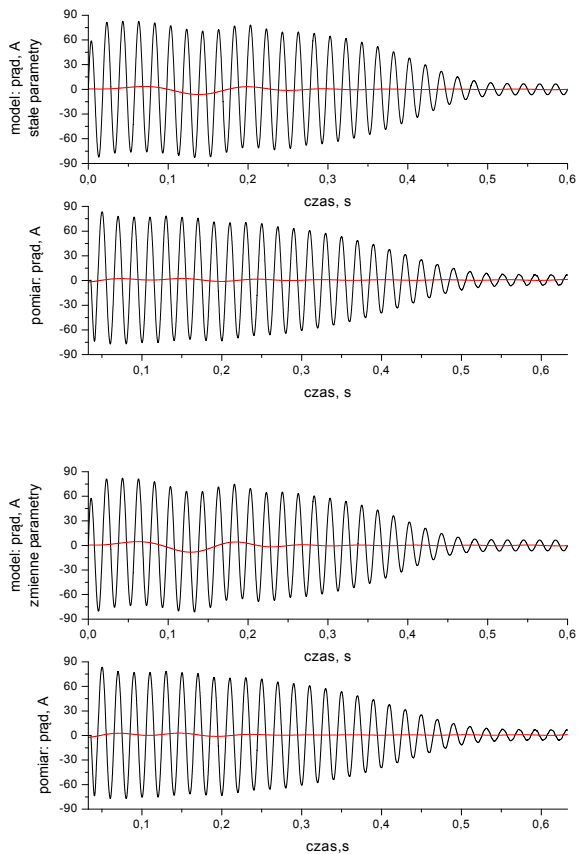 model: prąd, A
stałe parametry
90
60
30
0
-30
-60
-90
0,0 0,1 0,2 0,3 0,4 0,5 0,6
czas, s
pomiar: prąd, A
90
60
30
0
-30
-60
-90
0,1 0,2 0,3 0,4 0,5 0,6
czas, s
model: prąd, A
zmienne parametry
90
60
30
0
-30
-60
-90
0,0 0,1 0,2 0,3 0,4 0,5 0,6
czas, s
pomiar: prąd, A
90
60
30
0
-30
-60
-90
0,1 0,2 0,3 0,4 0,5 0,6
czas,s